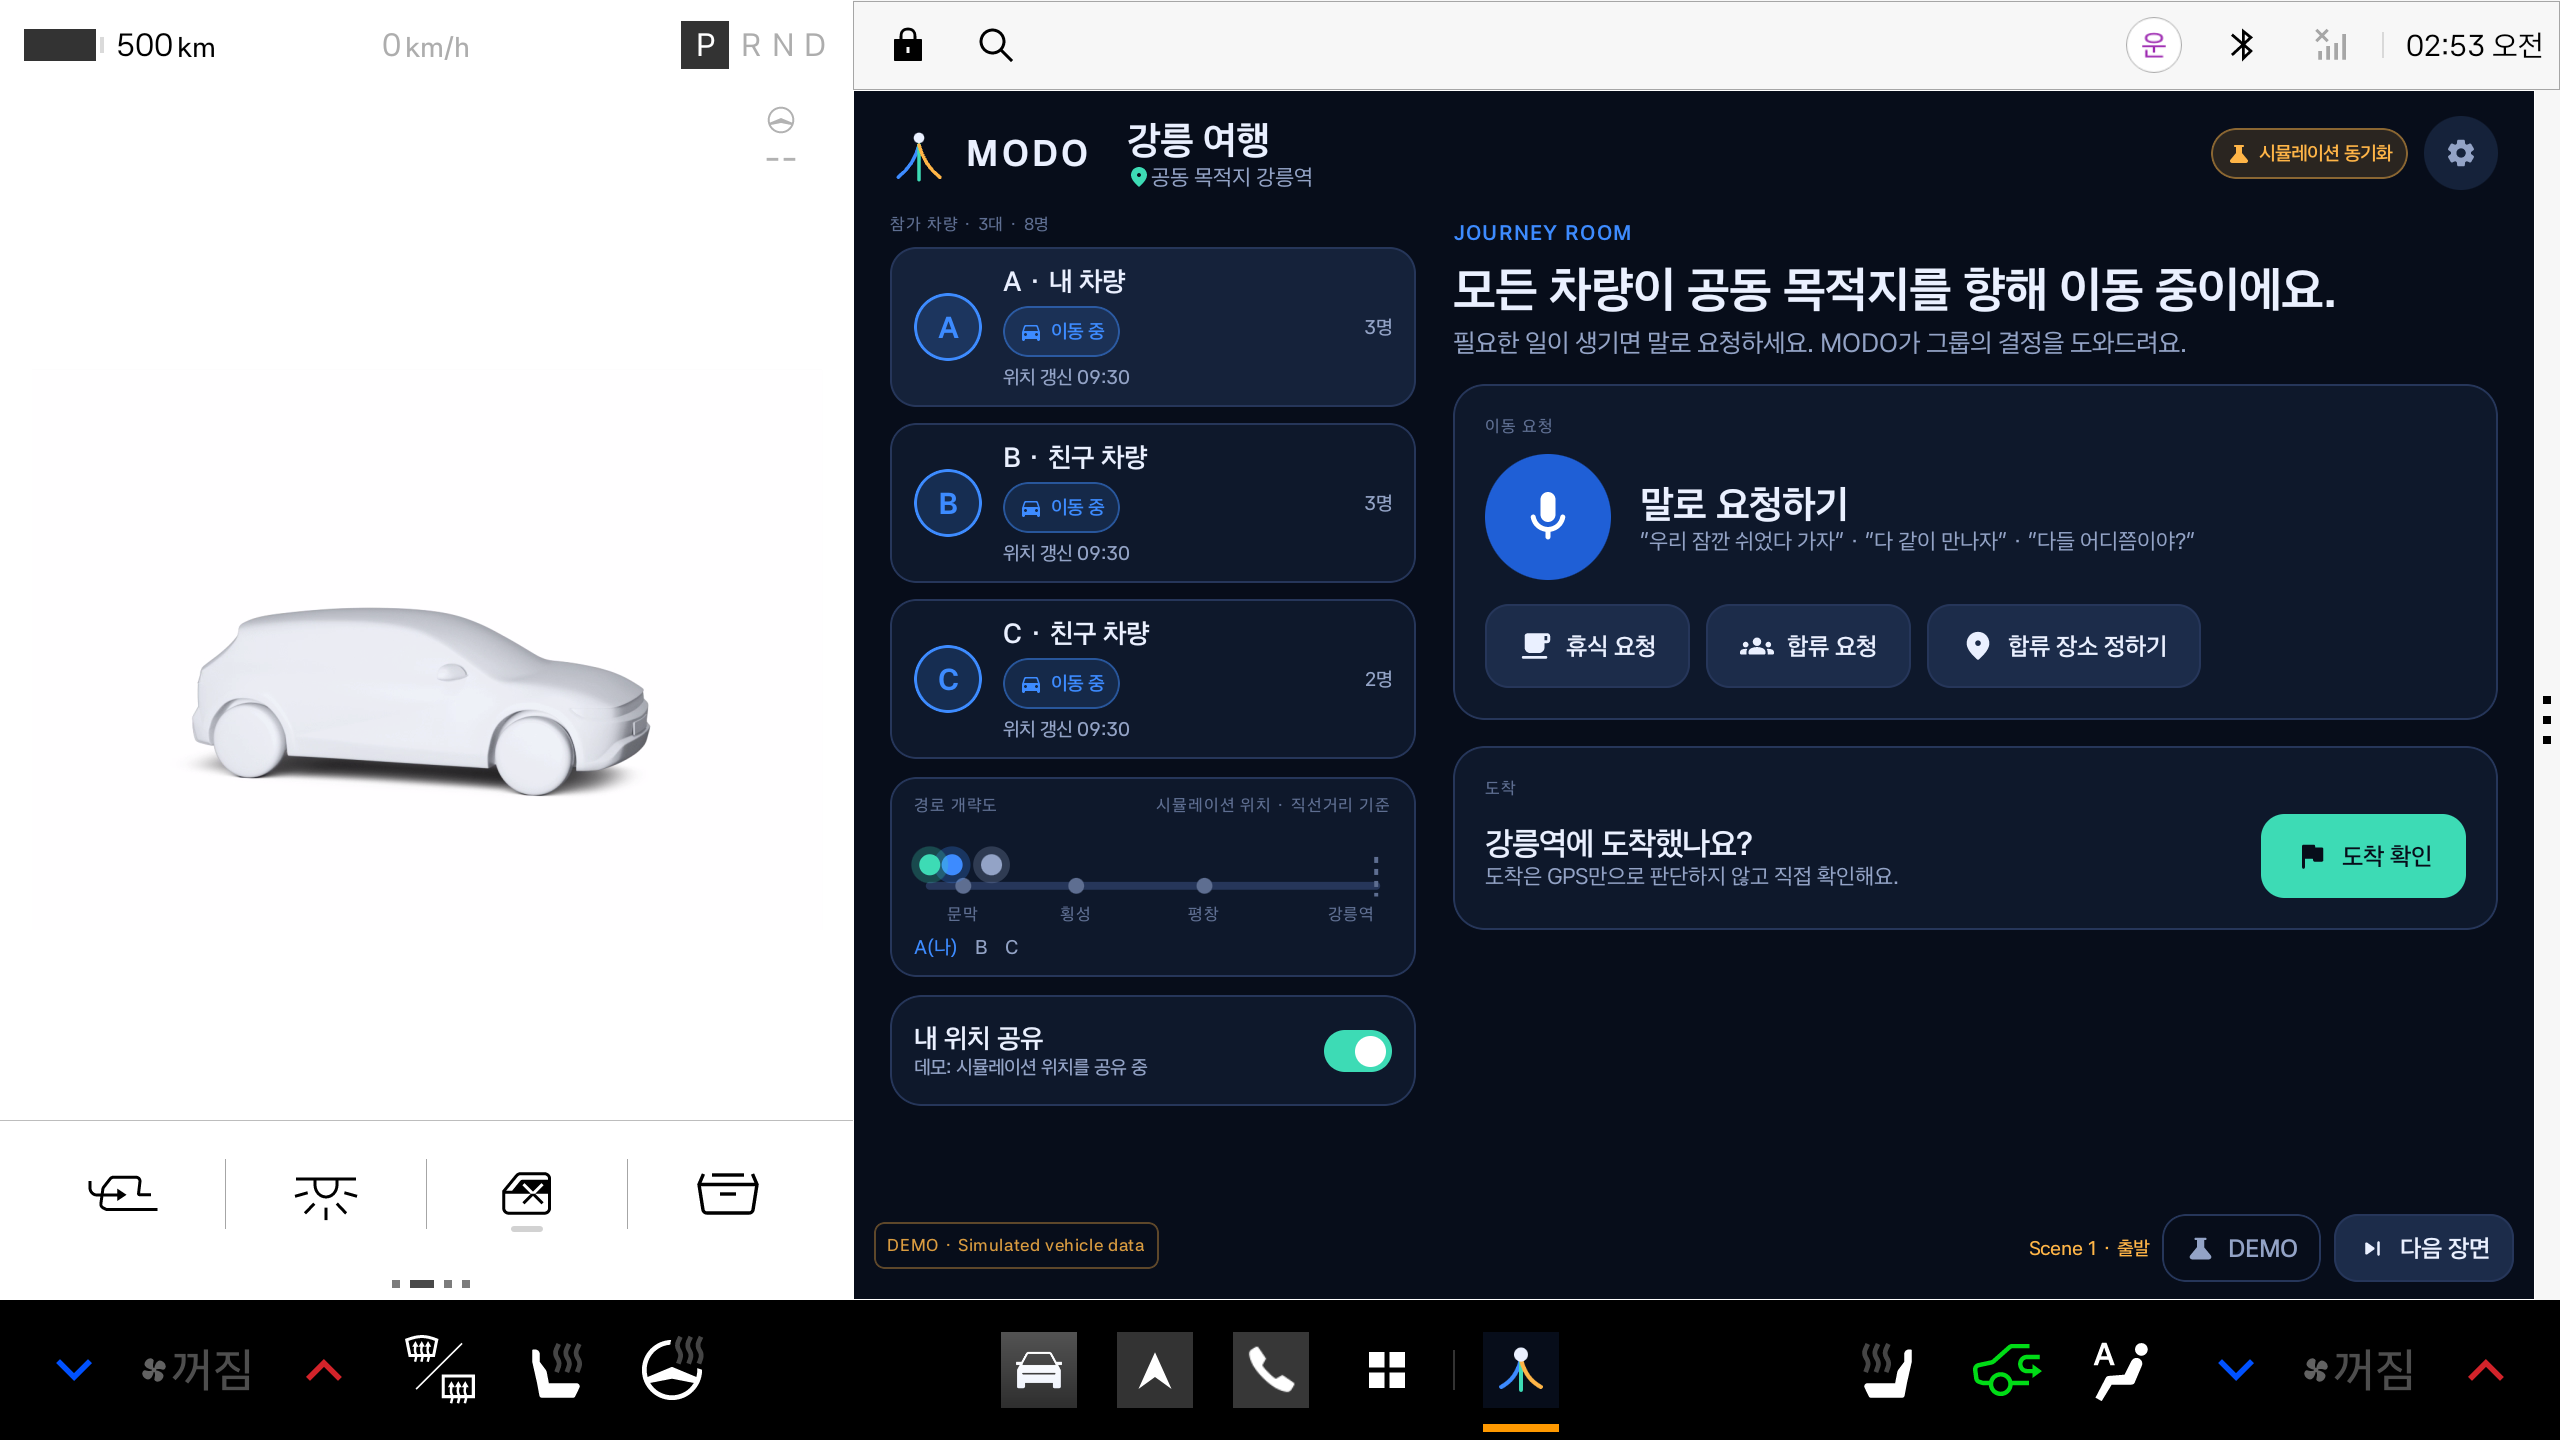 500 km
0 km/h
P R N D
--
운
02:53 오전
MODO
강릉 여행
공동 목적지 강릉역
시뮬레이션 동기화
참가 차량 · 3대 · 8명
A
A · 내 차량
이동 중
위치 갱신 09:30
3명
B
B · 친구 차량
이동 중
위치 갱신 09:30
3명
C
C · 친구 차량
이동 중
위치 갱신 09:30
2명
경로 개략도
시뮬레이션 위치 · 직선거리 기준
문막
횡성
평창
강릉역
A(나) B C
내 위치 공유
데모: 시뮬레이션 위치를 공유 중
JOURNEY ROOM
모든 차량이 공동 목적지를 향해 이동 중이에요.
필요한 일이 생기면 말로 요청하세요. MODO가 그룹의 결정을 도와드려요.
이동 요청
말로 요청하기
"우리 잠깐 쉬었다 가자" · "다 같이 만나자" · "다들 어디쯤이야?"
휴식 요청
합류 요청
합류 장소 정하기
도착
강릉역에 도착했나요?
도착은 GPS만으로 판단하지 않고 직접 확인해요.
도착 확인
DEMO · Simulated vehicle data
Scene 1 · 출발
DEMO
다음 장면
꺼짐
A
꺼짐